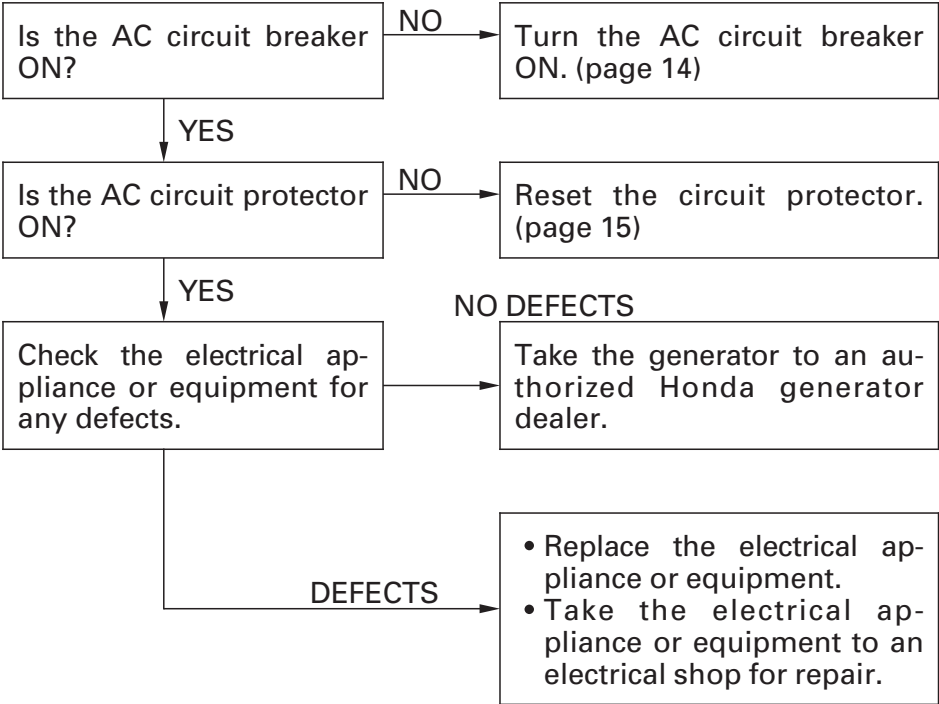 Is the AC circuit breaker
ON?
NO
Turn the AC circuit breaker
ON. (page 14)
YES
Is the AC circuit protector
ON?
NO
Reset the circuit protector.
(page 15)
YES
NO DEFECTS
Check the electrical ap-
pliance or equipment for
any defects.
Take the generator to an au-
thorized Honda generator
dealer.
DEFECTS
• Replace the electrical ap-
pliance or equipment.
• Take the electrical ap-
pliance or equipment to an
electrical shop for repair.